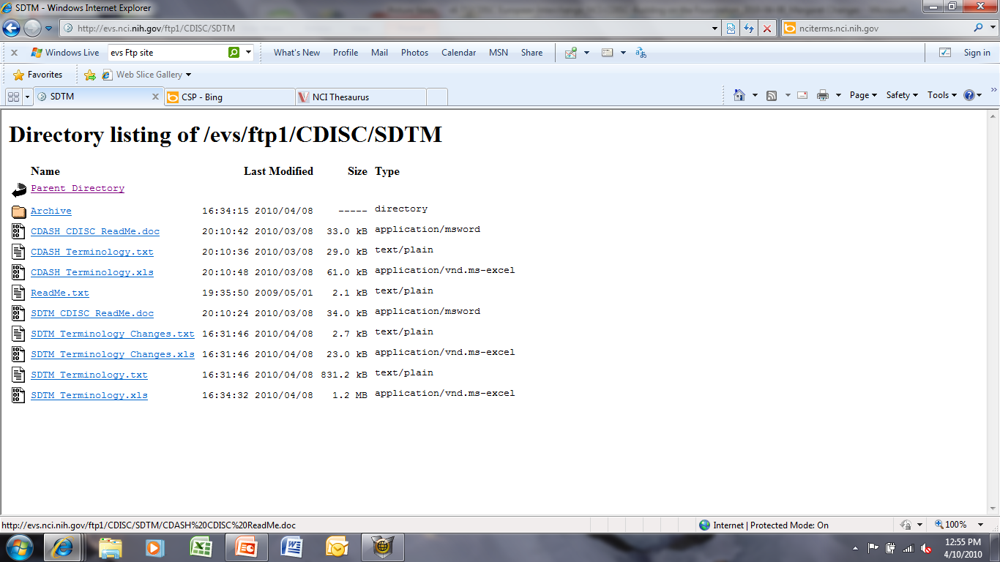 SDTM - Windows Internet Explorer
http://evs.nci.nih.gov/ftp1/CDISC/SDTM
nciterms.nci.nih.gov
Windows Live evs Ftp site What's New Profile Mail Photos Calendar MSN Share Sign in
Favorites Web Slice Gallery
SDTM CSP - Bing NCI Thesaurus Page Safety Tools
Directory listing of /evs/ftp1/CDISC/SDTM
Name Last Modified Size Type
Parent Directory
Archive 16:34:15 2010/04/08 ----- directory
CDASH CDISC ReadMe.doc 20:10:42 2010/03/08 33.0 kB application/msword
CDASH Terminology.txt 20:10:36 2010/03/08 29.0 kB text/plain
CDASH Terminology.xls 20:10:48 2010/03/08 61.0 kB application/vnd.ms-excel
ReadMe.txt 19:35:50 2009/05/01 2.1 kB text/plain
SDTM CDISC ReadMe.doc 20:10:24 2010/03/08 34.0 kB application/msword
SDTM Terminology Changes.txt 16:31:46 2010/04/08 2.7 kB text/plain
SDTM Terminology Changes.xls 16:31:46 2010/04/08 23.0 kB application/vnd.ms-excel
SDTM Terminology.txt 16:31:46 2010/04/08 831.2 kB text/plain
SDTM Terminology.xls 16:34:32 2010/04/08 1.2 MB application/vnd.ms-excel
http://evs.nci.nih.gov/ftp1/CDISC/SDTM/CDASH%20CDISC%20ReadMe.doc Internet | Protected Mode: On 100%
12:55 PM
4/10/2010